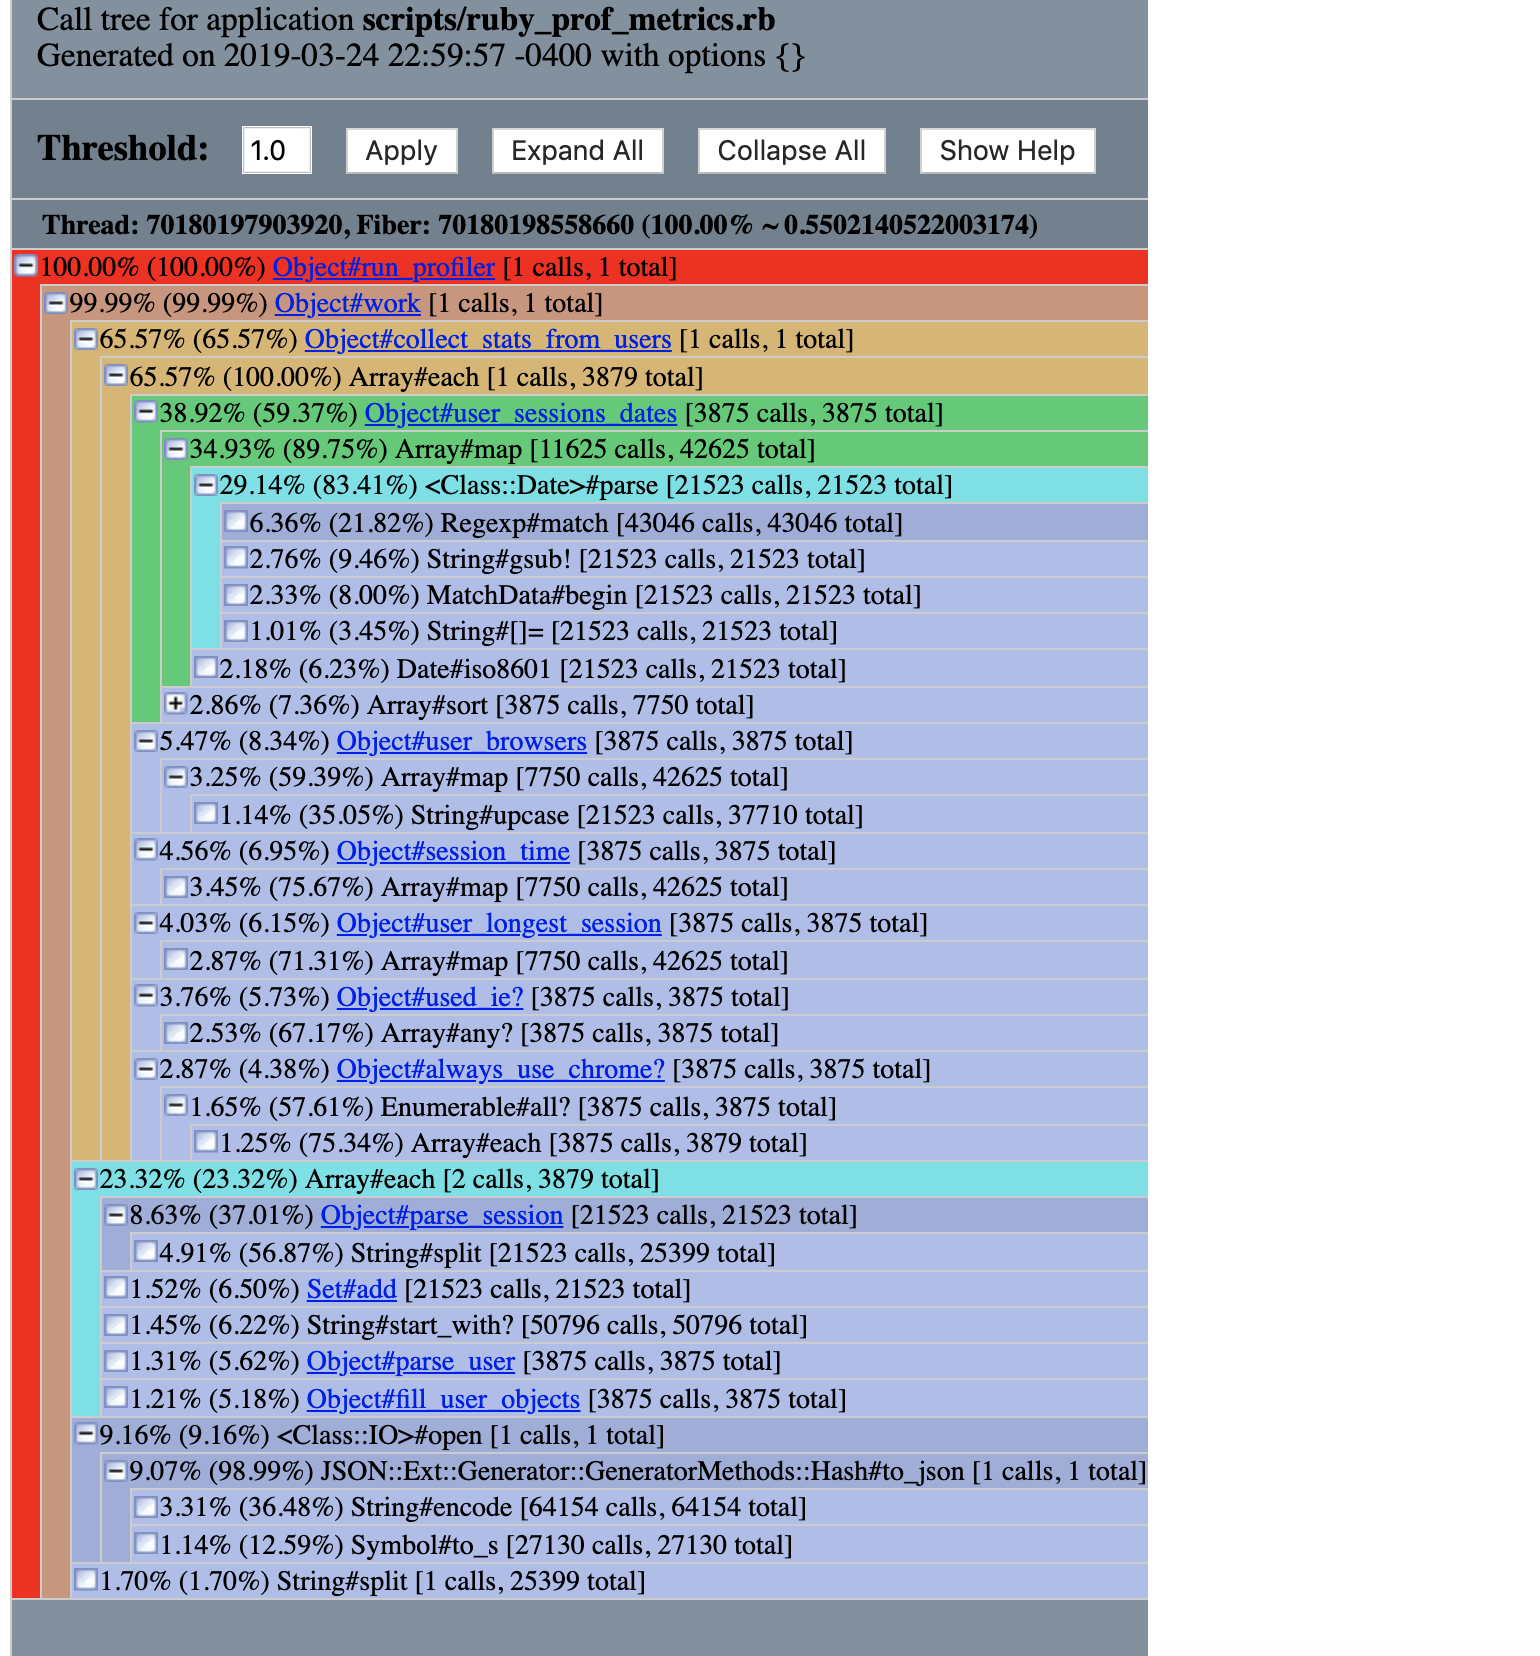 Call tree for application scripts/ruby_prof_metrics.rb
Generated on 2019-03-24 22:59:57 -0400 with options {}
Threshold: 1.0 Apply Expand All Collapse All Show Help
Thread: 70180197903920, Fiber: 70180198558660 (100.00% ~ 0.5502140522003174)
100.00% (100.00%) Object#run_profiler [1 calls, 1 total]
99.99% (99.99%) Object#work [1 calls, 1 total]
65.57% (65.57%) Object#collect_stats_from_users [1 calls, 1 total]
65.57% (100.00%) Array#each [1 calls, 3879 total]
38.92% (59.37%) Object#user_sessions_dates [3875 calls, 3875 total]
34.93% (89.75%) Array#map [11625 calls, 42625 total]
29.14% (83.41%) <Class::Date>#parse [21523 calls, 21523 total]
6.36% (21.82%) Regexp#match [43046 calls, 43046 total]
2.76% (9.46%) String#gsub! [21523 calls, 21523 total]
2.33% (8.00%) MatchData#begin [21523 calls, 21523 total]
1.01% (3.45%) String#[]= [21523 calls, 21523 total]
2.18% (6.23%) Date#iso8601 [21523 calls, 21523 total]
2.86% (7.36%) Array#sort [3875 calls, 7750 total]
5.47% (8.34%) Object#user_browsers [3875 calls, 3875 total]
3.25% (59.39%) Array#map [7750 calls, 42625 total]
1.14% (35.05%) String#upcase [21523 calls, 37710 total]
4.56% (6.95%) Object#session_time [3875 calls, 3875 total]
3.45% (75.67%) Array#map [7750 calls, 42625 total]
4.03% (6.15%) Object#user_longest_session [3875 calls, 3875 total]
2.87% (71.31%) Array#map [7750 calls, 42625 total]
3.76% (5.73%) Object#used_ie? [3875 calls, 3875 total]
2.53% (67.17%) Array#any? [3875 calls, 3875 total]
2.87% (4.38%) Object#always_use_chrome? [3875 calls, 3875 total]
1.65% (57.61%) Enumerable#all? [3875 calls, 3875 total]
1.25% (75.34%) Array#each [3875 calls, 3879 total]
23.32% (23.32%) Array#each [2 calls, 3879 total]
8.63% (37.01%) Object#parse_session [21523 calls, 21523 total]
4.91% (56.87%) String#split [21523 calls, 25399 total]
1.52% (6.50%) Set#add [21523 calls, 21523 total]
1.45% (6.22%) String#start_with? [50796 calls, 50796 total]
1.31% (5.62%) Object#parse_user [3875 calls, 3875 total]
1.21% (5.18%) Object#fill_user_objects [3875 calls, 3875 total]
9.16% (9.16%) <Class::IO>#open [1 calls, 1 total]
9.07% (98.99%) JSON::Ext::Generator::GeneratorMethods::Hash#to_json [1 calls, 1 total]
3.31% (36.48%) String#encode [64154 calls, 64154 total]
1.14% (12.59%) Symbol#to_s [27130 calls, 27130 total]
1.70% (1.70%) String#split [1 calls, 25399 total]